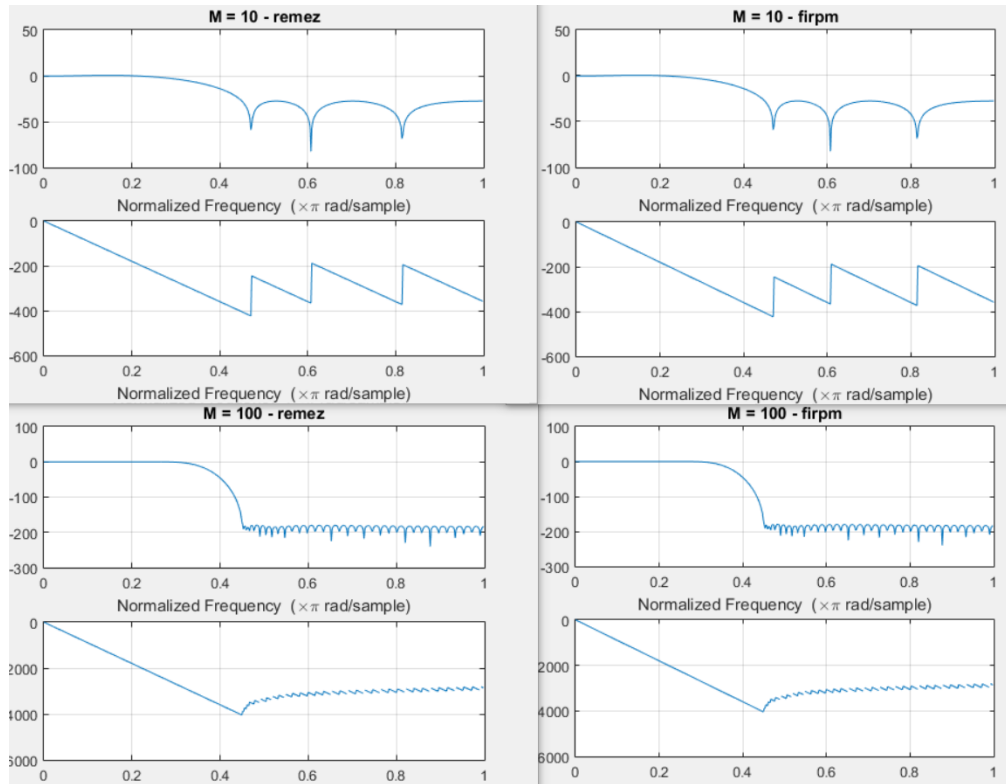 M = 10 - remez
50
0
-50
-100
0 0.2 0.4 0.6 0.8 1
Normalized Frequency (×π rad/sample)
0
-200
-400
-600
0 0.2 0.4 0.6 0.8 1
Normalized Frequency (×π rad/sample)
M = 10 - firpm
50
0
-50
-100
0 0.2 0.4 0.6 0.8 1
Normalized Frequency (×π rad/sample)
0
-200
-400
-600
0 0.2 0.4 0.6 0.8 1
Normalized Frequency (×π rad/sample)
M = 100 - remez
100
0
-100
-200
-300
0 0.2 0.4 0.6 0.8 1
Normalized Frequency (×π rad/sample)
0
2000
4000
6000
0 0.2 0.4 0.6 0.8 1
M = 100 - firpm
100
0
-100
-200
-300
0 0.2 0.4 0.6 0.8 1
Normalized Frequency (×π rad/sample)
0
2000
4000
6000
0 0.2 0.4 0.6 0.8 1